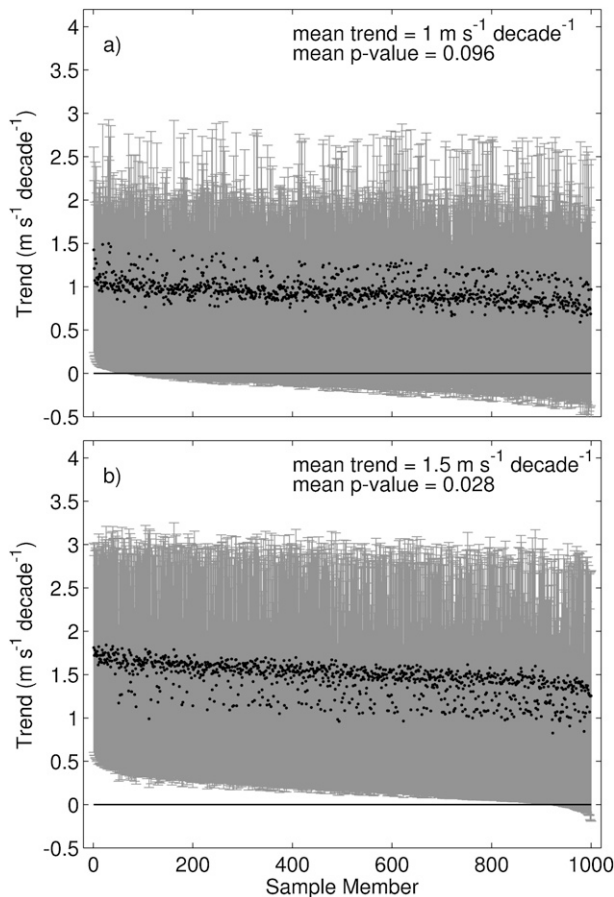 4
a)
mean trend = 1 m s⁻¹ decade⁻¹
mean p-value = 0.096
3.5
3
2.5
2
1.5
1
0.5
0
-0.5
Trend (m s⁻¹ decade⁻¹)
4
b)
mean trend = 1.5 m s⁻¹ decade⁻¹
mean p-value = 0.028
3.5
3
2.5
2
1.5
1
0.5
0
-0.5
Trend (m s⁻¹ decade⁻¹)
0 200 400 600 800 1000
Sample Member